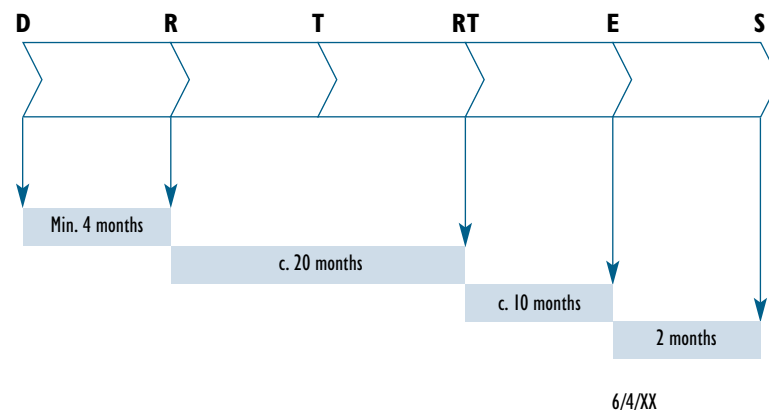 D R T RT E S
Min. 4 months
c. 20 months
c. 10 months
2 months
6/4/XX